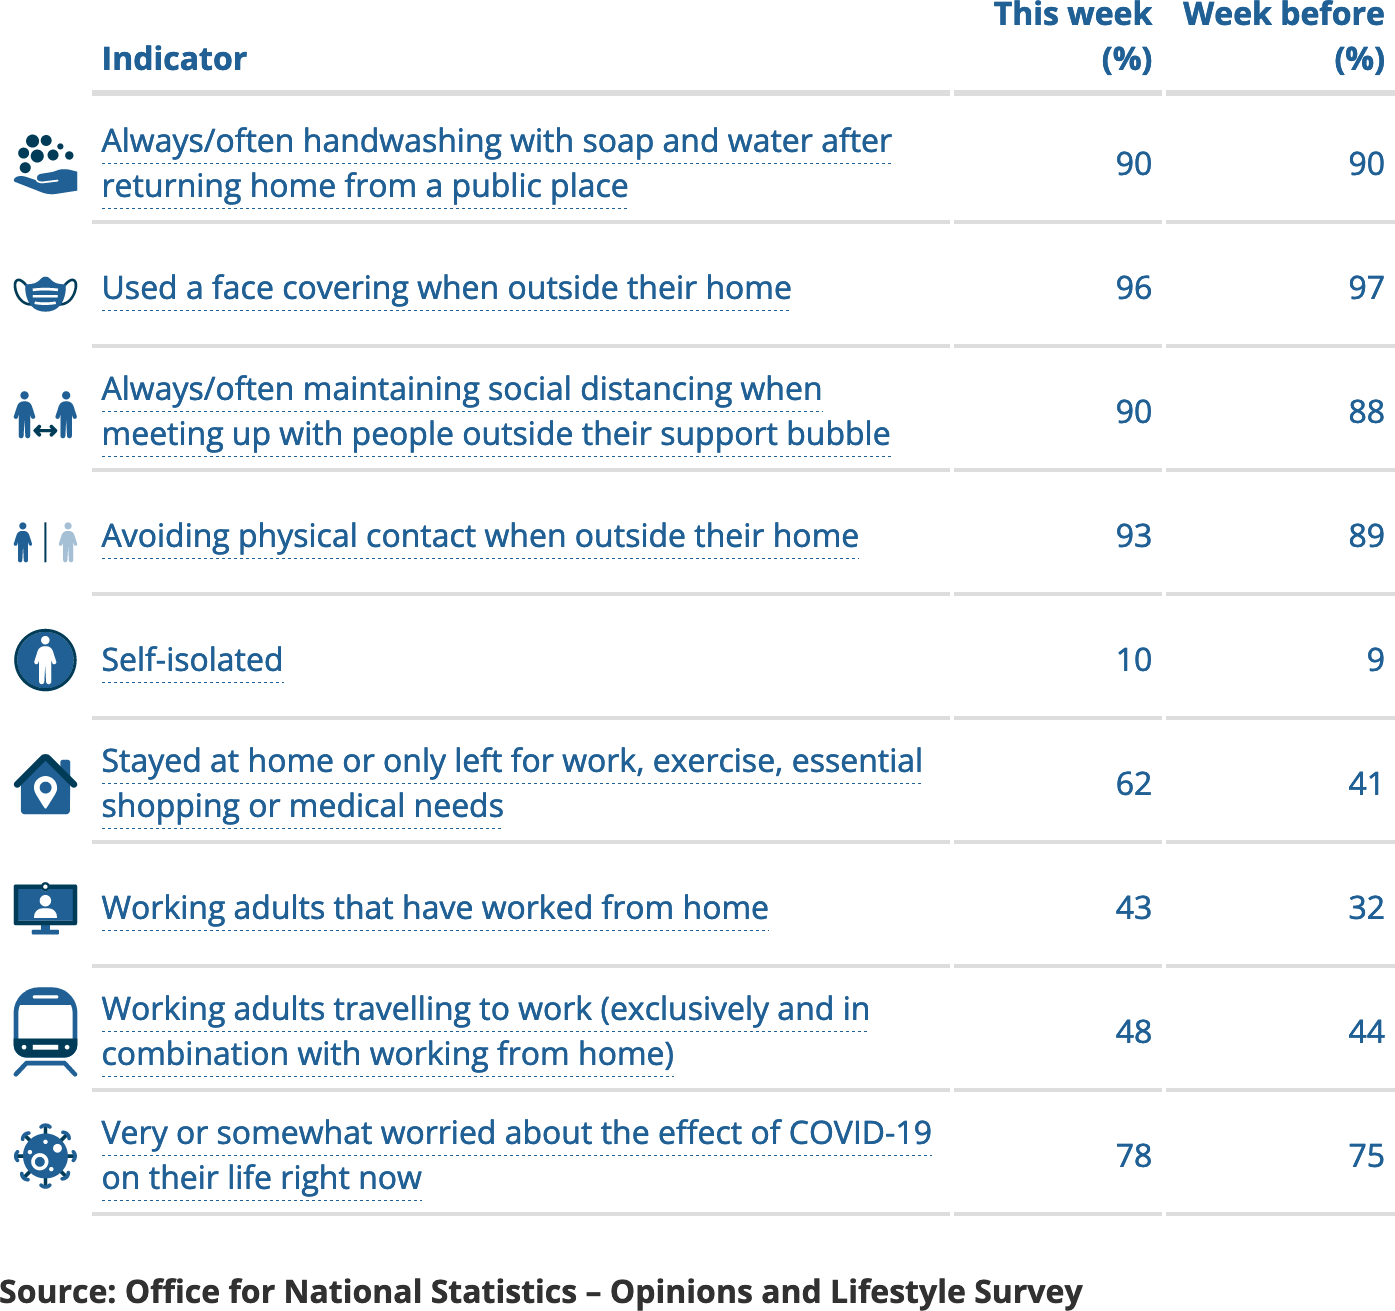 This week Week before
Indicator (%) (%)
Always/often handwashing with soap and water after
returning home from a public place
90 90
Used a face covering when outside their home 96 97
Always/often maintaining social distancing when
meeting up with people outside their support bubble
90 88
Avoiding physical contact when outside their home 93 89
Self-isolated 10 9
Stayed at home or only left for work, exercise, essential
shopping or medical needs
62 41
Working adults that have worked from home 43 32
Working adults travelling to work (exclusively and in
combination with working from home)
48 44
Very or somewhat worried about the effect of COVID-19
on their life right now
78 75
Source: Office for National Statistics – Opinions and Lifestyle Survey